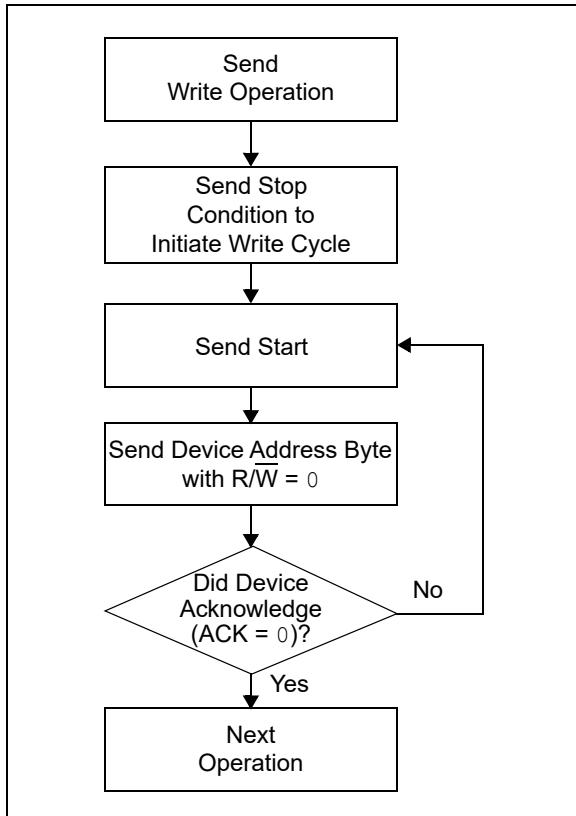 Send
Write Operation
Send Stop
Condition to
Initiate Write Cycle
Send Start
Send Device Address Byte
with R/W̅ = 0
Did Device
Acknowledge
(ACK = 0)?
No
Yes
Next
Operation